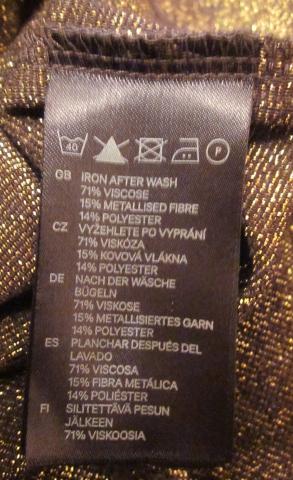 40 P
GB IRON AFTER WASH
71% VISCOSE
15% METALLISED FIBRE
14% POLYESTER
CZ VYŽEHLETE PO VYPRÁNÍ
71% VISKÓZA
15% KOVOVÁ VLÁKNA
14% POLYESTER
DE NACH DER WÄSCHE
BÜGELN
71% VISKOSE
15% METALLISIERTES GARN
14% POLYESTER
ES PLANCHAR DESPUÉS DEL
LAVADO
71% VISCOSA
15% FIBRA METÁLICA
14% POLIÉSTER
FI SILITETTÄVÄ PESUN
JÄLKEEN
71% VISKOOSIA